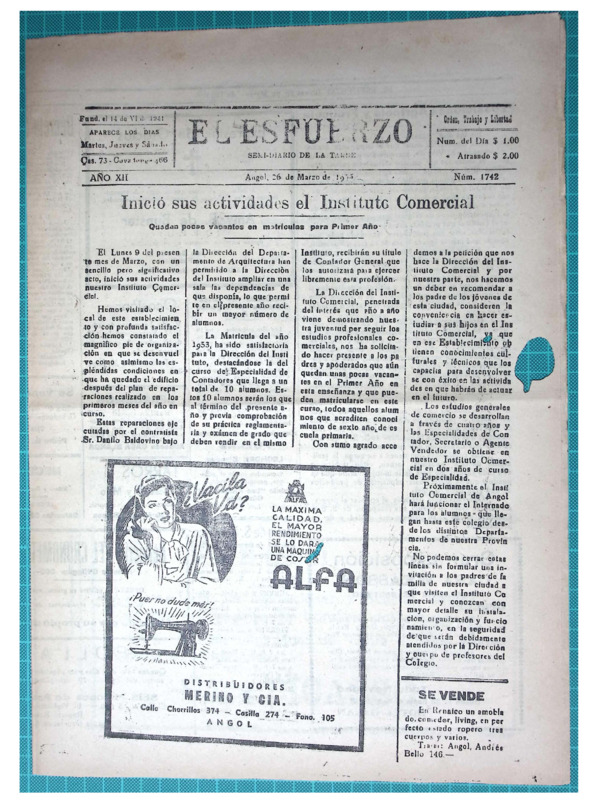 Fund. el 14 de VI de 1941
APARECE LOS DIAS
Martes, Jueves y Sábado
Cas. 73 - Covadonga 466
EL ESFUERZO
SEMI-DIARIO DE LA TARDE
Orden, Trabajo y Libertad
Num. del Día $ 1.00
• Atrasado $ 2.00
AÑO XII
Angol, 26 de Marzo de
Núm. 1742
Inició sus actividades el Instituto Comercial
Quedan pocas vacantes en matrículas para Primer Año
El Lunes 9 del presen
te mes de Marzo, con un
sencillo pero significativo
acto, inició sus actividades
nuestro Instituto Comer-
cial.
Hemos visitado el lo-
cal de este establecimien
to y con profunda satisfac-
ción hemos constatado el
magnífico pie de organiza-
ción en que se desenvuel
ve como asimismo las es-
pléndidas condiciones en
que ha quedado el edificio
después del plan de repa-
raciones realizado en los
primeros meses del año en
curso.
Estas reparaciones eje
cutadas por el contratista
Sr. Danilo Baldovino bajo
la Dirección del Departa-
mento de Arquitectura han
permitido a la Dirección
del Instituto ampliar en una
sala las dependencias de
que disponía, lo que permi
te en el presente año reci-
bir un mayor número de
alumnos.
La Matrícula del año
1953, ha sido satisfactoria
para la Dirección del Insti
tuto, destacándose la del
curso de Especialidad de
Contadores que llega a un
total de 10 alumnos. Es-
tos 10 alumnos serán los que
al término del presente a-
ño y previa comprobación
de su práctica reglamenta-
ria y exámen de grado que
deben rendir en el mismo
Instituto, recibirán su título
de Contador General que
los autorizará para ejercer
libremente esta profesión.
La Dirección del Insti
tuto Comercial, penetrada
del interés que año a año
viene demostrando nues-
tra juventud por seguir los
estudios profesionales co-
merciales, nos ha solicita-
do hacer presente a los pa
dres y apoderados que aún
quedan unas pocas vacan-
tes en el Primer Año en
esta enseñanza y que pue-
den matricularse en este
curso, todos aquellos alum
nos que acrediten conoci
miento de sexto año, de es
cuela primaria.
Con sumo agrado acce
demos a la petición que nos
hace la Dirección del Ins-
tituto Comercial y por
nuestra parte, nos hacemos
un deber en recomendar a
los padre de los jóvenes de
esta ciudad, consideren la
conveniencia en hacer es-
tudiar a sus hijos en el Ins
tituto Comercial, ya que
en ese Establecimiento ob
tienen conocimientos cul-
turales y técnicos que los
capacita para desenvolver
se con éxito en las activida
des en que habrán de actuar
en el futuro.
Los estudios generales
de comercio se desarrollan
a través de cuatro años y
las Especialidades de Con
tador, Secretario o Agente
Vendedor se obtiene en
nuestro Instituto Comer-
cial en dos años de curso
de Especialidad.
Próximamente el Insti
tuto Comercial de Angol
hará funcionar el Internado
para los alumnos que lle-
gan hasta este colegio des-
de los distintos Departa-
mentos de nuestra Provin
cia.
No podemos cerrar estas
líneas sin formular una in-
vitación a los padres de fa
milia de nuestra ciudad a
que visiten el Instituto Co
mercial y conozcan con
mayor detalle su instala-
ción, organización y funcio
namiento, en la seguridad
de que serán debidamente
atendidos por la Dirección
y cuerpo de profesores del
Colegio.
¿Vacila
Vd?
ALFA
LA MAXIMA
CALIDAD,
EL MAYOR
RENDIMIENTO
SE LO DARA
UNA MAQUINA
DE COSER
ALFA
¡Pues no dude más!
DISTRIBUIDORES
MERINO Y CIA.
Calle Chorrillos 374 — Casilla 274 — Fono. 105
ANGOL
SE VENDE
En Renaico un amobla
do comedor, living, en per
fecto estado ropero tres
cuerpos y varios.
Tratar: Angol, Andrés
Bello 146.—